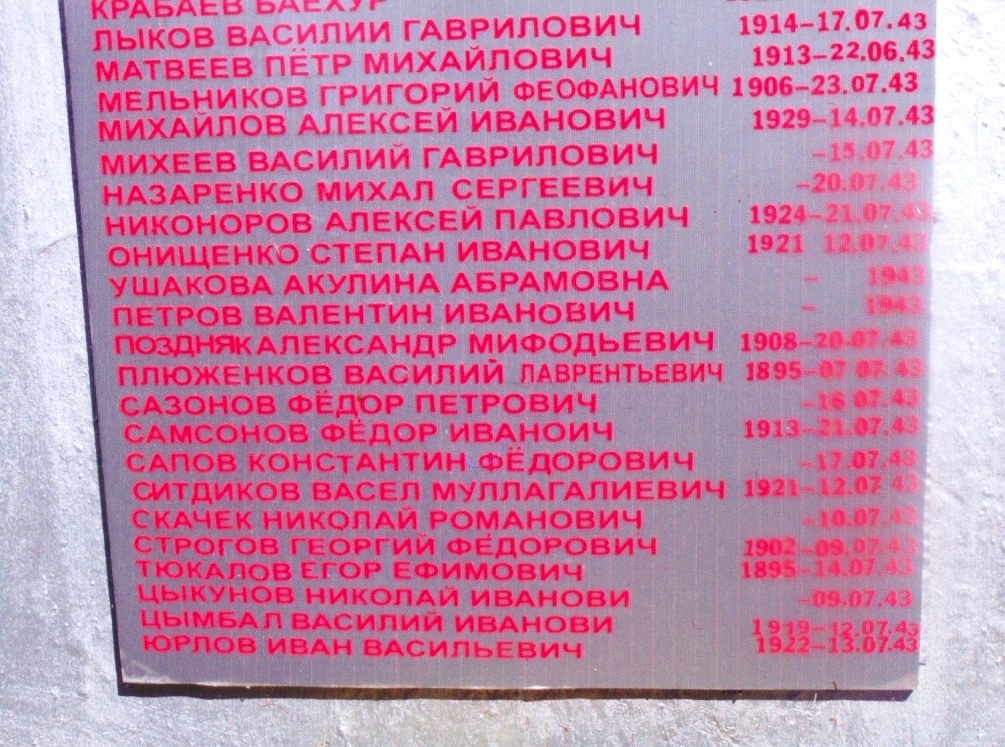 КРАБАЕВ БАЕХУР
ЛЫКОВ ВАСИЛИЙ ГАВРИЛОВИЧ 1914-17.07.43
МАТВЕЕВ ПЁТР МИХАЙЛОВИЧ 1913-22.06.43
МЕЛЬНИКОВ ГРИГОРИЙ ФЕОФАНОВИЧ 1906-23.07.43
МИХАЙЛОВ АЛЕКСЕЙ ИВАНОВИЧ 1929-14.07.43
МИХЕЕВ ВАСИЛИЙ ГАВРИЛОВИЧ -15.07.43
НАЗАРЕНКО МИХАЛ СЕРГЕЕВИЧ -20.07.43
НИКОНОРОВ АЛЕКСЕЙ ПАВЛОВИЧ 1924-21.07.43
ОНИЩЕНКО СТЕПАН ИВАНОВИЧ 1921 12.07.43
УШАКОВА АКУЛИНА АБРАМОВНА - 1943
ПЕТРОВ ВАЛЕНТИН ИВАНОВИЧ - 1943
ПОЗДНЯК АЛЕКСАНДР МИФОДЬЕВИЧ 1908-20.07.43
ПЛЮЖЕНКОВ ВАСИЛИЙ ЛАВРЕНТЬЕВИЧ 1895-07 07.43
САЗОНОВ ФЁДОР ПЕТРОВИЧ -16 07.43
САМСОНОВ ФЁДОР ИВАНОИЧ 1913-21.07.43
САПОВ КОНСТАНТИН ФЁДОРОВИЧ -17.07.43
СИТДИКОВ ВАСЕЛ МУЛЛАГАЛИЕВИЧ 1921-12.07.43
СКАЧЕК НИКОЛАЙ РОМАНОВИЧ -10.07.43
СТРОГОВ ГЕОРГИЙ ФЁДОРОВИЧ 1902-09.07.43
ТЮКАЛОВ ЕГОР ЕФИМОВИЧ 1895-14.07.43
ЦЫКУНОВ НИКОЛАЙ ИВАНОВИ -09.07.43
ЦЫМБАЛ ВАСИЛИЙ ИВАНОВИ 1919-12.07.43
ЮРЛОВ ИВАН ВАСИЛЬЕВИЧ 1922-13.07.43